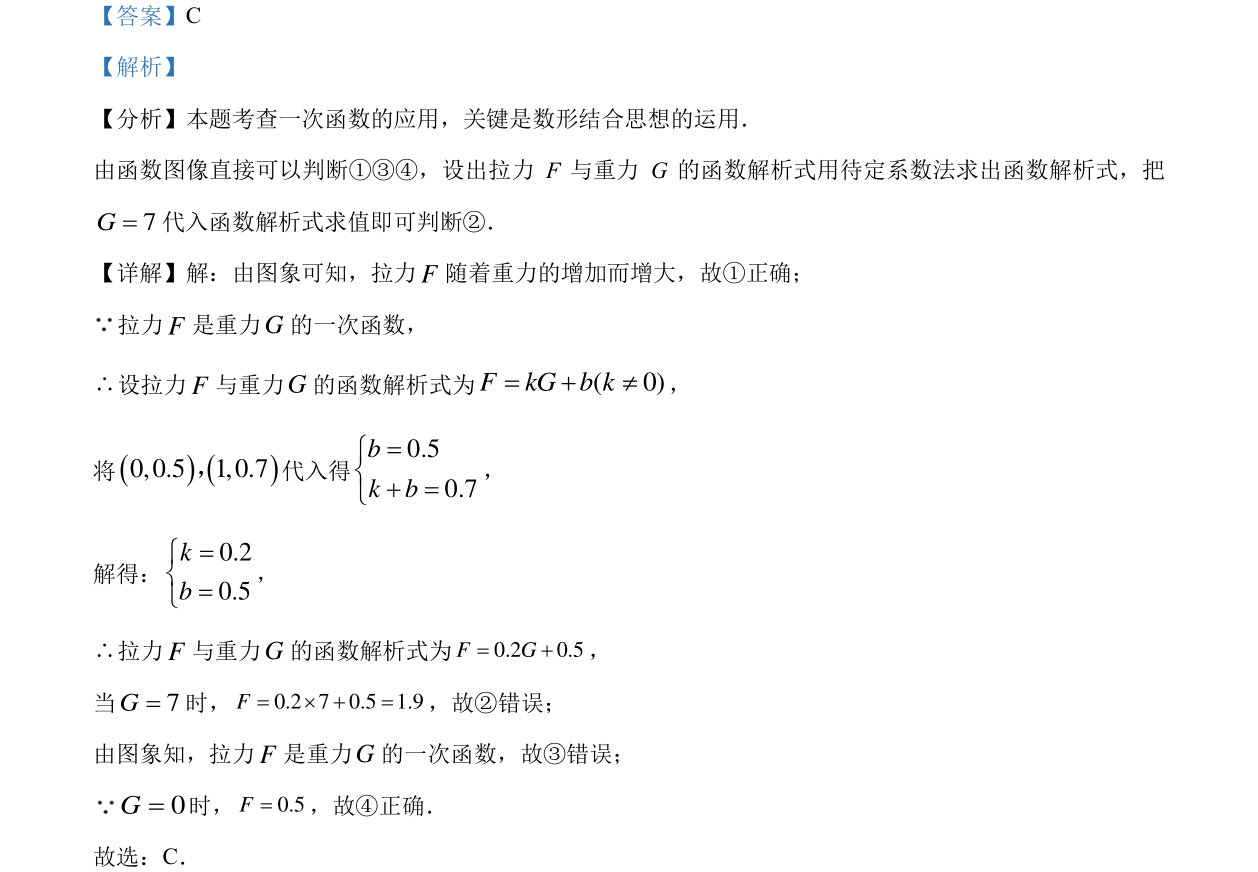 【答案】C
【解析】
【分析】本题考查一次函数的应用，关键是数形结合思想的运用．
由函数图像直接可以判断①③④，设出拉力 F 与重力 G 的函数解析式用待定系数法求出函数解析式，把
G = 7 代入函数解析式求值即可判断②．
【详解】解：由图象可知，拉力 F 随着重力的增加而增大，故①正确；
∵拉力 F 是重力 G 的一次函数，
∴设拉力 F 与重力 G 的函数解析式为 F = kG + b(k ≠ 0)，
将(0,0.5)，(1,0.7)代入得{b = 0.5
k + b = 0.7，
解得：{k = 0.2
b = 0.5，
∴拉力 F 与重力 G 的函数解析式为 F = 0.2G + 0.5，
当 G = 7 时，F = 0.2×7 + 0.5 = 1.9，故②错误；
由图象知，拉力 F 是重力 G 的一次函数，故③错误；
∵G = 0时，F = 0.5，故④正确．
故选：C．